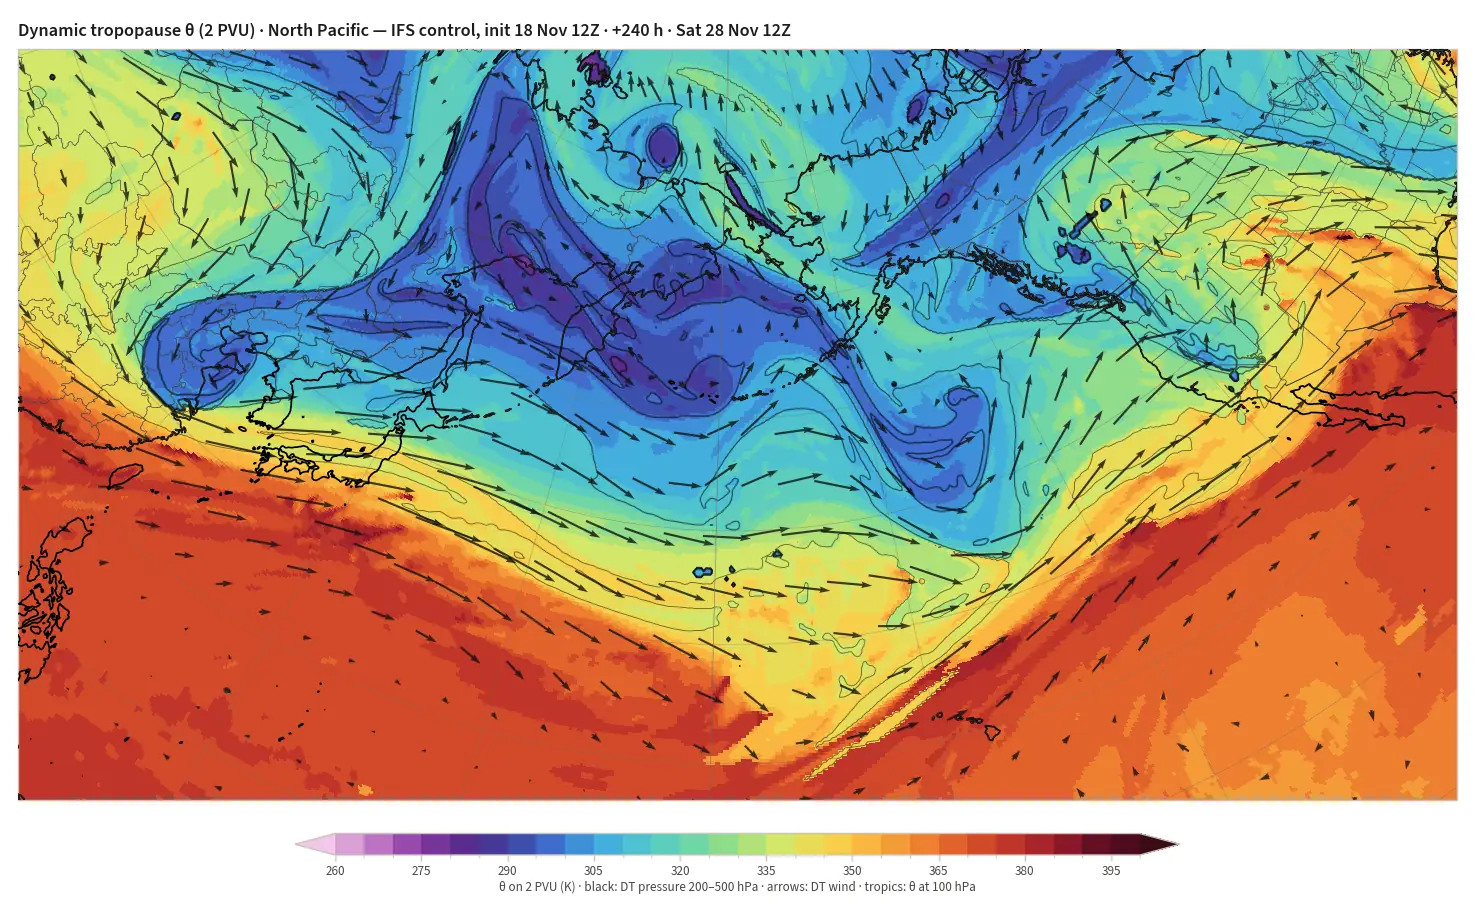 Dynamic tropopause θ (2 PVU) · North Pacific — IFS control, init 18 Nov 12Z · +240 h · Sat 28 Nov 12Z
260 275 290 305 320 335 350 365 380 395
θ on 2 PVU (K) · black: DT pressure 200–500 hPa · arrows: DT wind · tropics: θ at 100 hPa